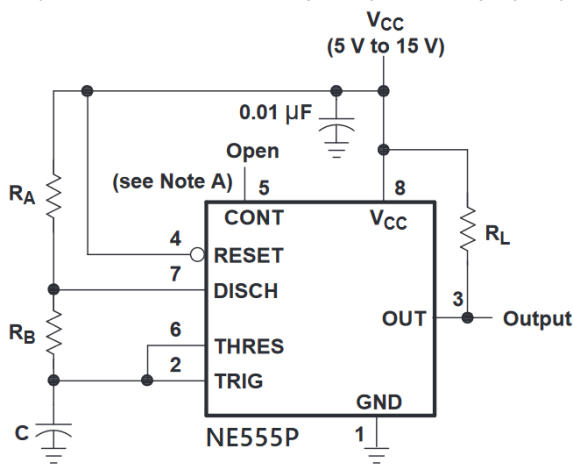 VCC
(5 V to 15 V)
0.01 µF
Open
(see Note A)
5
8
RA
CONT
VCC
RL
4
RESET
7
DISCH
3
RB
6
OUT
Output
THRES
2
TRIG
GND
C
NE555P
1